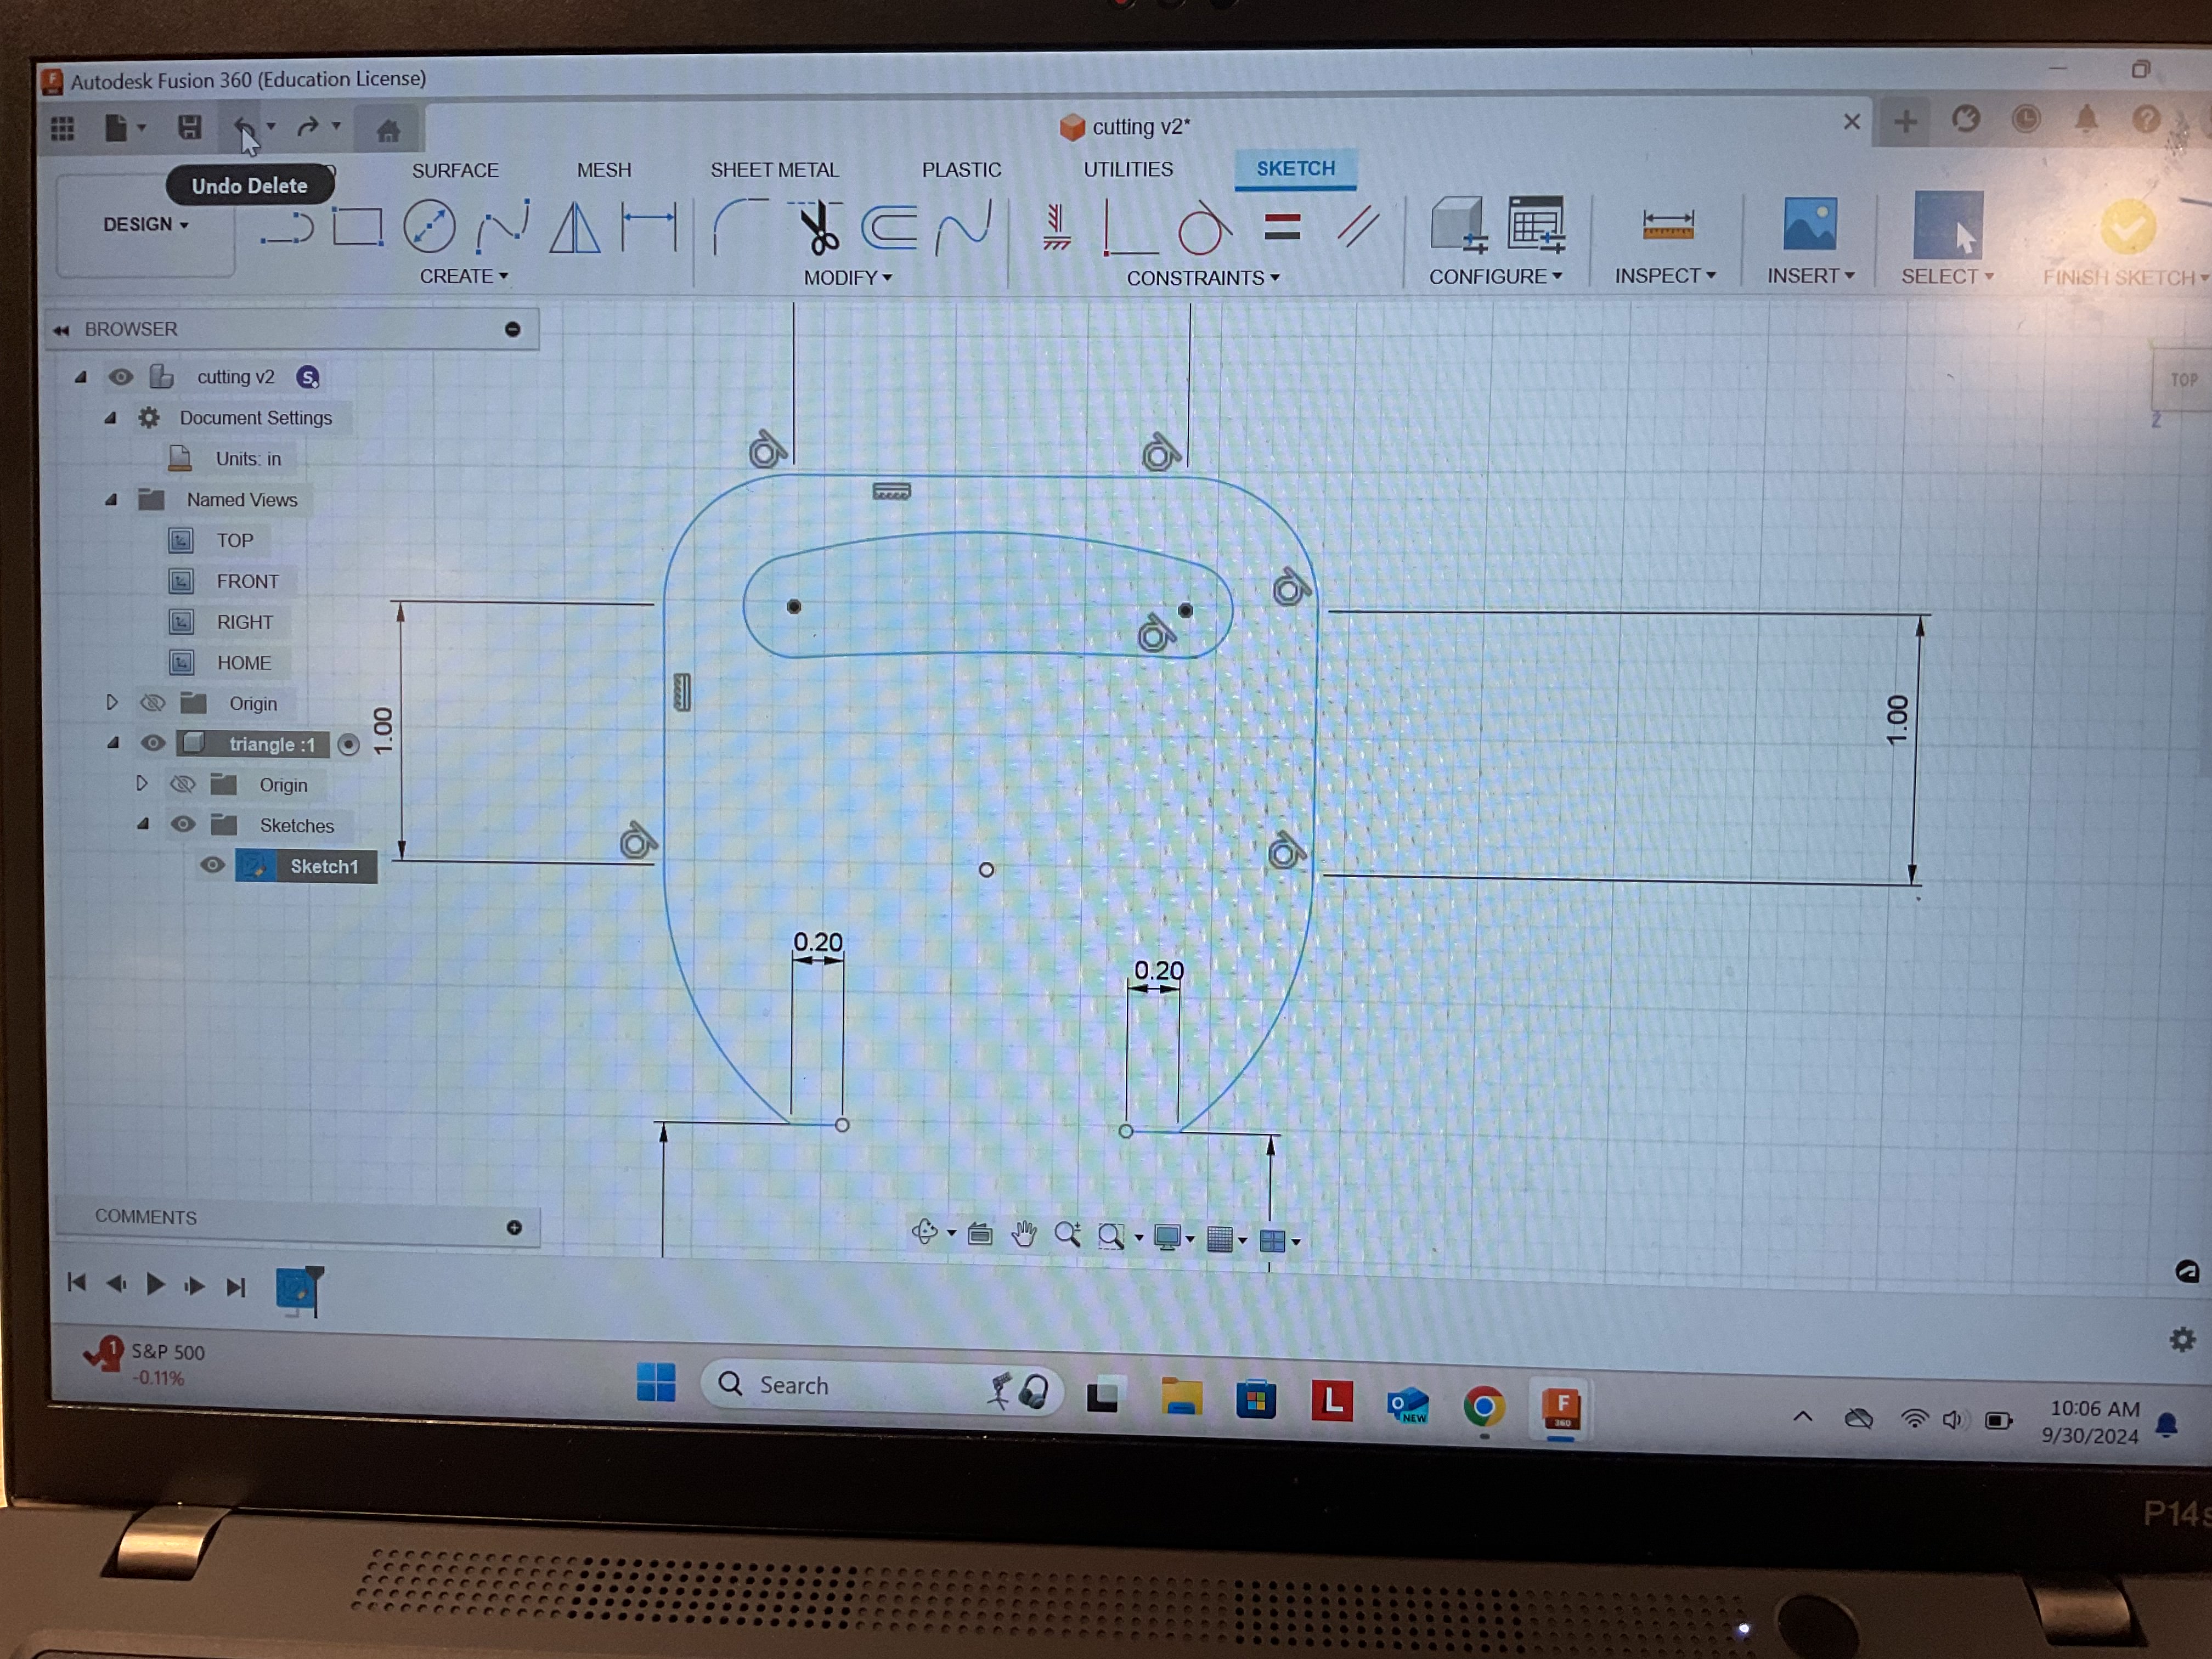 Autodesk Fusion 360 (Education License)
cutting v2*
Undo Delete
SURFACE
MESH
SHEET METAL
PLASTIC
UTILITIES
SKETCH
DESIGN
CREATE
MODIFY
CONSTRAINTS
CONFIGURE
INSPECT
INSERT
SELECT
FINISH SKETCH
BROWSER
cutting v2
S
Document Settings
Units: in
Named Views
TOP
FRONT
RIGHT
HOME
Origin
triangle :1
Origin
Sketches
Sketch1
TOP
Z
1.00
1.00
0.20
0.20
COMMENTS
1
S&P 500
-0.11%
Search
L
NEW
F
360
10:06 AM
9/30/2024
P14s